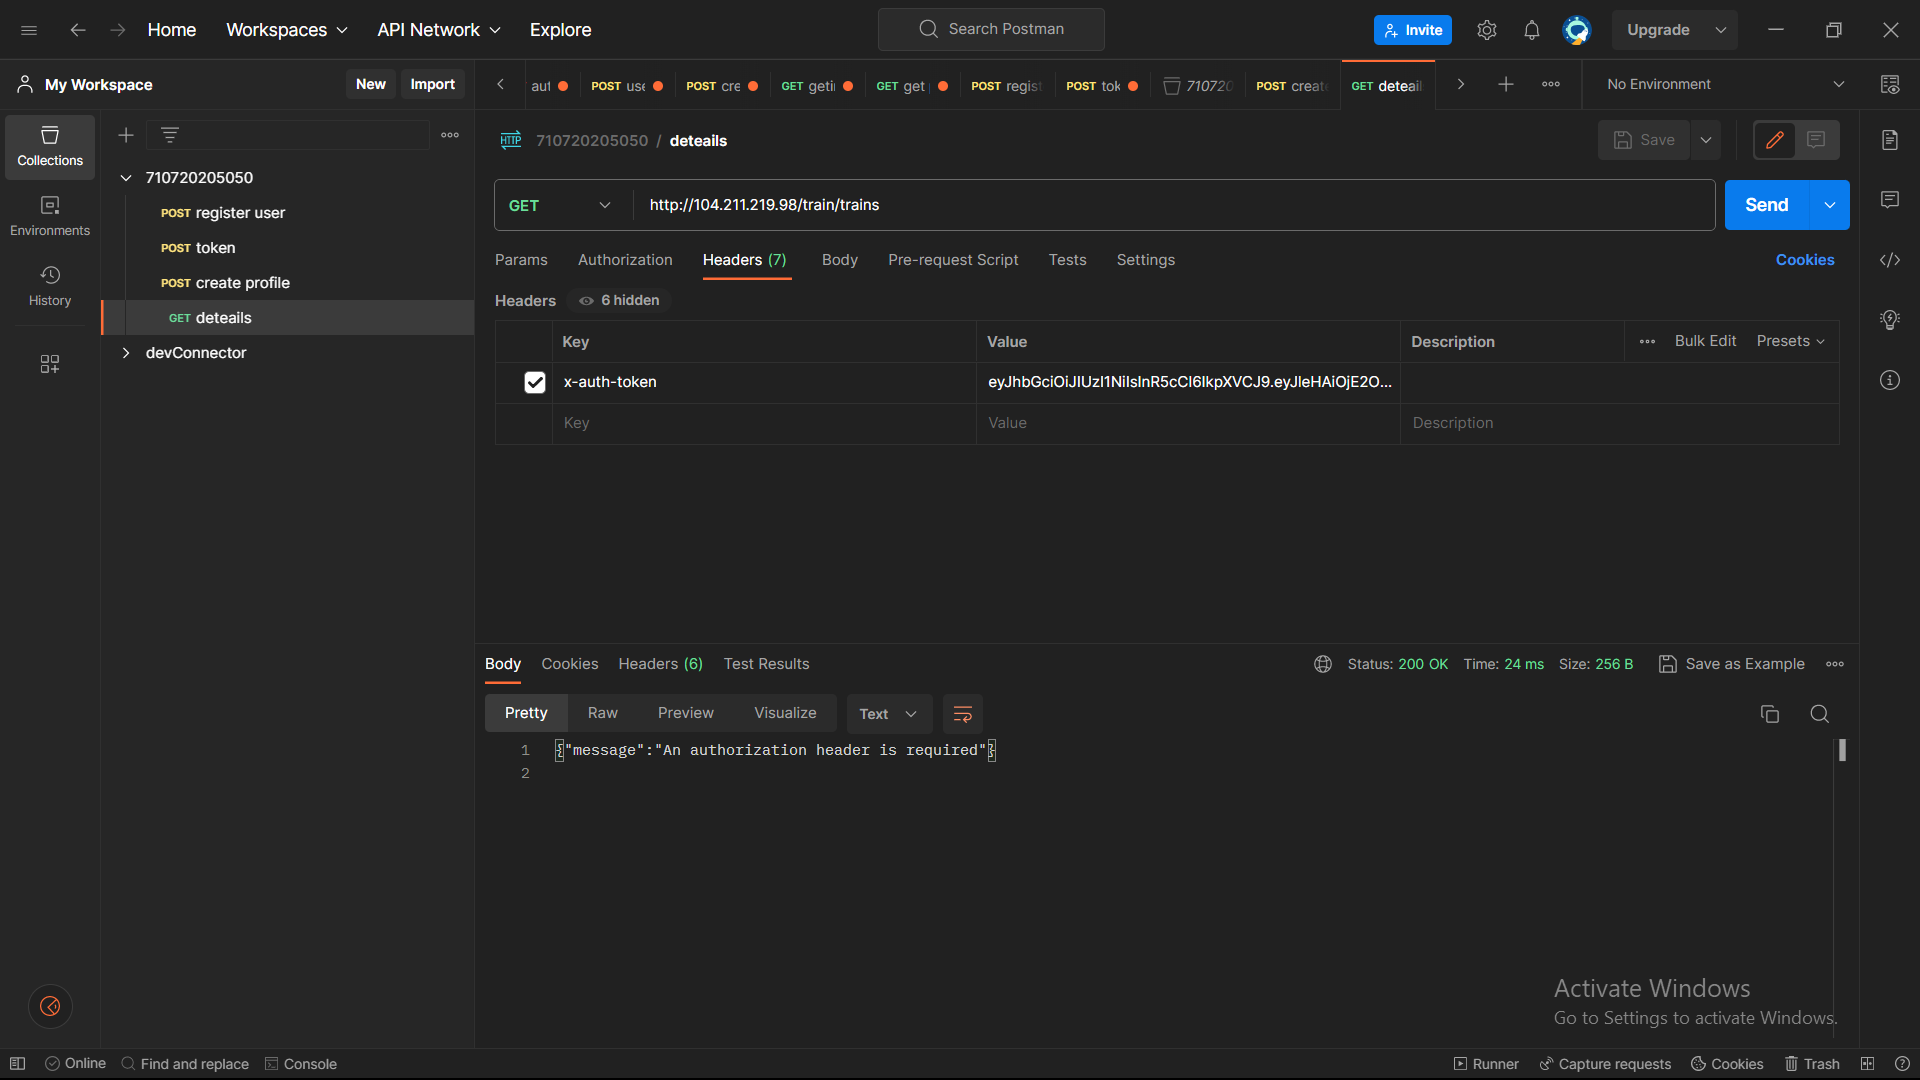 Home Workspaces API Network Explore Search Postman Invite Upgrade
My Workspace New Import aut POST use POST cre GET geti GET get POST regist POST tok 710720 POST create GET deteail No Environment
Collections
HTTP 710720205050 / deteails Save
710720205050
POST register user
GET http://104.211.219.98/train/trains Send
Environments
POST token
Params Authorization Headers (7) Body Pre-request Script Tests Settings Cookies
POST create profile
History
Headers 6 hidden
GET deteails
Key Value Description Bulk Edit Presets
devConnector
x-auth-token eyJhbGciOiJIUzI1NiIsInR5cCI6IkpXVCJ9.eyJleHAiOjE2O...
Key Value Description
Body Cookies Headers (6) Test Results Status: 200 OK Time: 24 ms Size: 256 B Save as Example
Pretty Raw Preview Visualize Text
1 {"message":"An authorization header is required"}
2
Activate Windows
Go to Settings to activate Windows.
Online Find and replace Console Runner Capture requests Cookies Trash